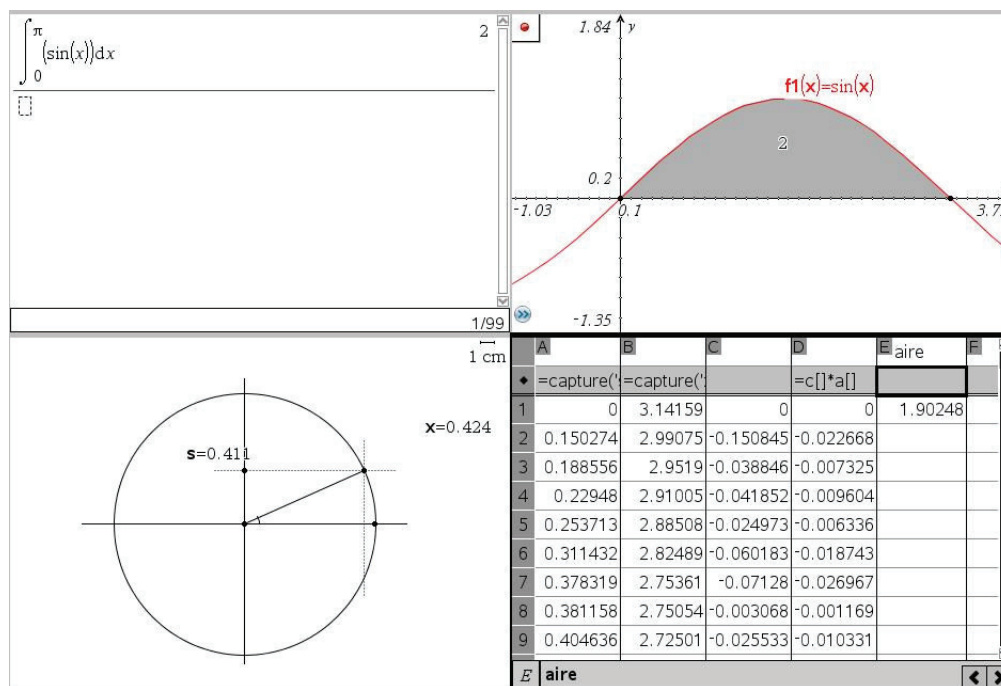 ∫₀^π (sin(x))dx 2
1/99
1.84 y
f1(x)=sin(x)
2
0.2
-1.03 0.1 3.7
-1.35
1 cm
x=0.424
s=0.411
A B C D E aire F
◆ =capture(' =capture(' =c[]*a[]
1 0 3.14159 0 0 1.90248
2 0.150274 2.99075 -0.150845 -0.022668
3 0.188556 2.9519 -0.038846 -0.007325
4 0.22948 2.91005 -0.041852 -0.009604
5 0.253713 2.88508 -0.024973 -0.006336
6 0.311432 2.82489 -0.060183 -0.018743
7 0.378319 2.75361 -0.07128 -0.026967
8 0.381158 2.75054 -0.003068 -0.001169
9 0.404636 2.72501 -0.025533 -0.010331
E aire